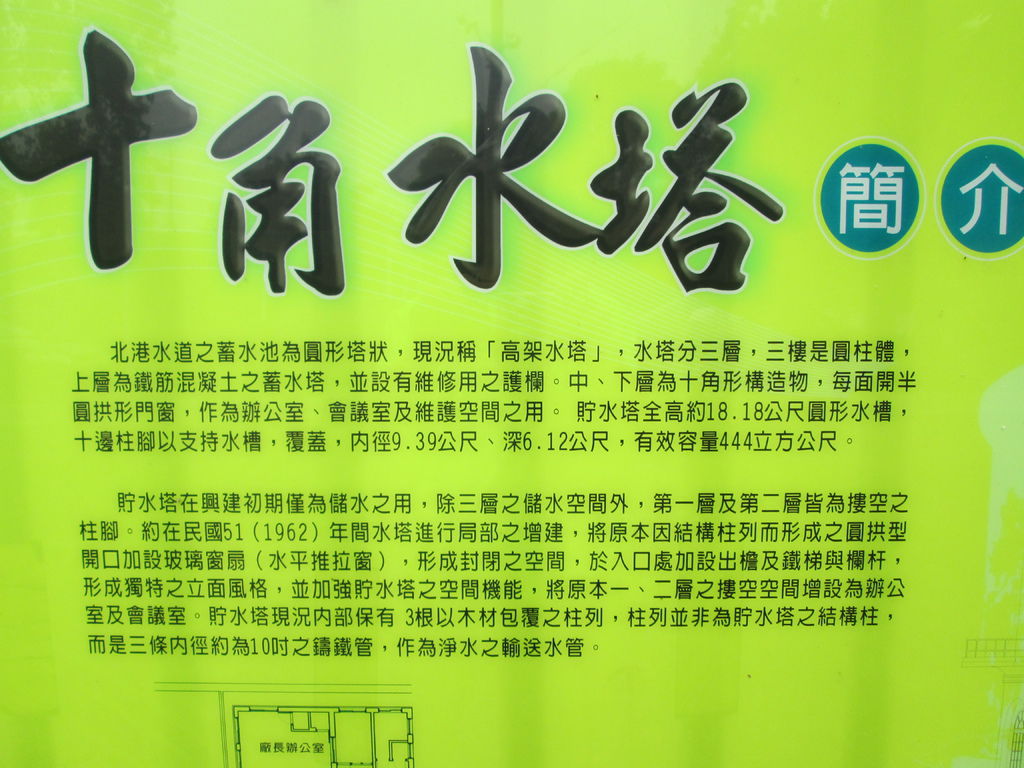 十角水塔 簡介
北港水道之蓄水池為圓形塔狀，現況稱「高架水塔」，水塔分三層，三樓是圓柱體，
上層為鐵筋混凝土之蓄水塔，並設有維修用之護欄。中、下層為十角形構造物，每面開半
圓拱形門窗，作為辦公室、會議室及維護空間之用。 貯水塔全高約18.18公尺圓形水槽，
十邊柱腳以支持水槽，覆蓋，內徑9.39公尺、深6.12公尺，有效容量444立方公尺。
貯水塔在興建初期僅為儲水之用，除三層之儲水空間外，第一層及第二層皆為摟空之
柱腳。約在民國51（1962）年間水塔進行局部之增建，將原本因結構柱列而形成之圓拱型
開口加設玻璃窗扇（水平推拉窗），形成封閉之空間，於入口處加設出檐及鐵梯與欄杆，
形成獨特之立面風格，並加強貯水塔之空間機能，將原本一、二層之摟空空間增設為辦公
室及會議室。貯水塔現況內部保有 3根以木材包覆之柱列，柱列並非為貯水塔之結構柱，
而是三條內徑約為10吋之鑄鐵管，作為淨水之輸送水管。
廠長辦公室